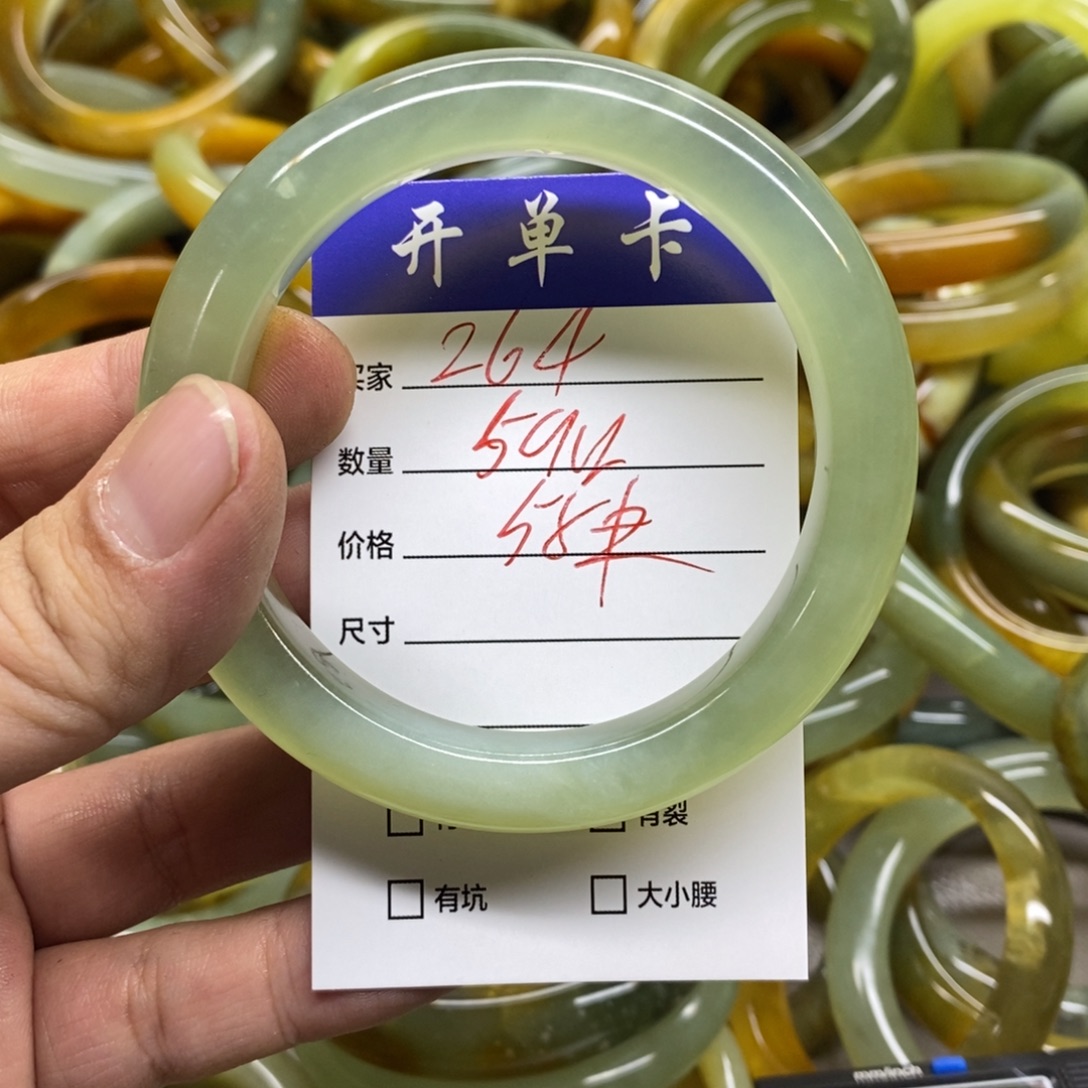 开单卡
买家 264
数量
价格 58
尺寸
有裂
有坑 大小腰
mm/inch